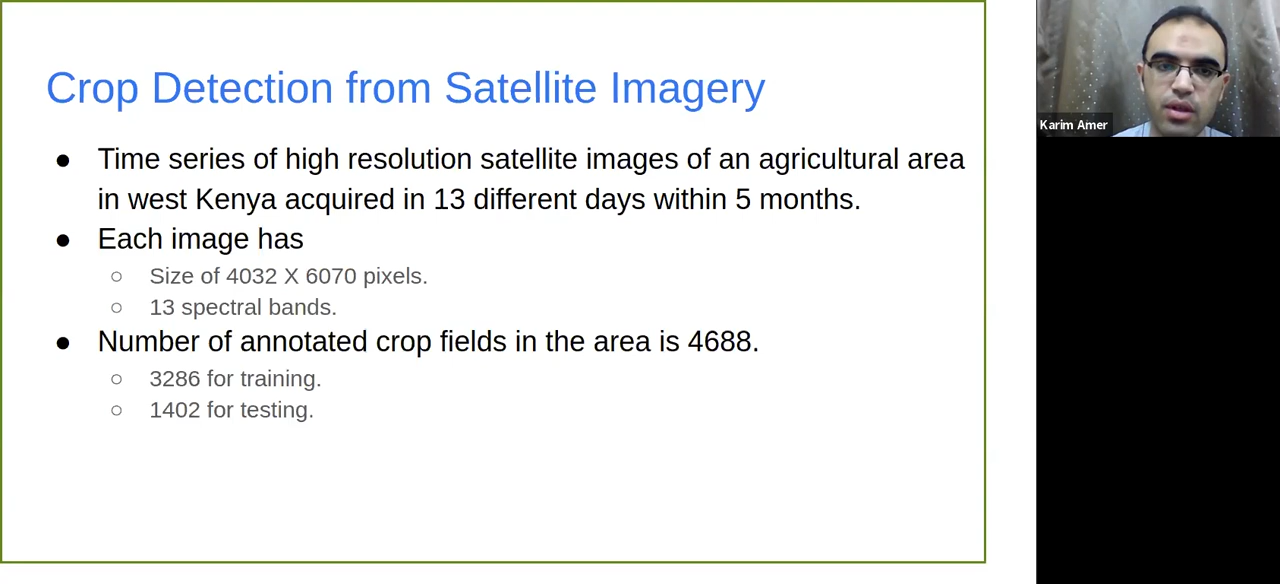 Crop Detection from Satellite Imagery
● Time series of high resolution satellite images of an agricultural area
in west Kenya acquired in 13 different days within 5 months.
● Each image has
○ Size of 4032 X 6070 pixels.
○ 13 spectral bands.
● Number of annotated crop fields in the area is 4688.
○ 3286 for training.
○ 1402 for testing.
Karim Amer